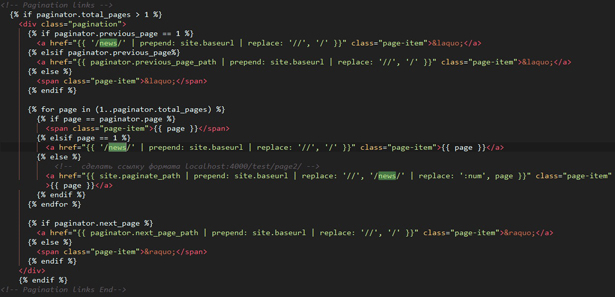 <!-- Pagination links -->
{% if paginator.total_pages > 1 %}
<div class="pagination">
{% if paginator.previous_page == 1 %}
<a href="{{ '/news/' | prepend: site.baseurl | replace: '//', '/' }}" class="page-item">&laquo;</a>
{% elsif paginator.previous_page%}
<a href="{{ paginator.previous_page_path | prepend: site.baseurl | replace: '//', '/' }}" class="page-item">&laquo;</a>
{% else %}
<span class="page-item">&laquo;</span>
{% endif %}
{% for page in (1..paginator.total_pages) %}
{% if page == paginator.page %}
<span class="page-item">{{ page }}</span>
{% elsif page == 1 %}
<a href="{{ '/news/' | prepend: site.baseurl | replace: '//', '/' }}" class="page-item">{{ page }}</a>
{% else %}
<!-- сделать ссылку формата localhost:4000/test/page2/ -->
<a href="{{ site.paginate_path | prepend: site.baseurl | replace: '//', '/news/' | replace: ':num', page }}" class="page-item"
>{{ page }}</a>
{% endif %}
{% endfor %}
{% if paginator.next_page %}
<a href="{{ paginator.next_page_path | prepend: site.baseurl | replace: '//', '/' }}" class="page-item">&raquo;</a>
{% else %}
<span class="page-item">&raquo;</span>
{% endif %}
</div>
{% endif %}
<!-- Pagination links End-->